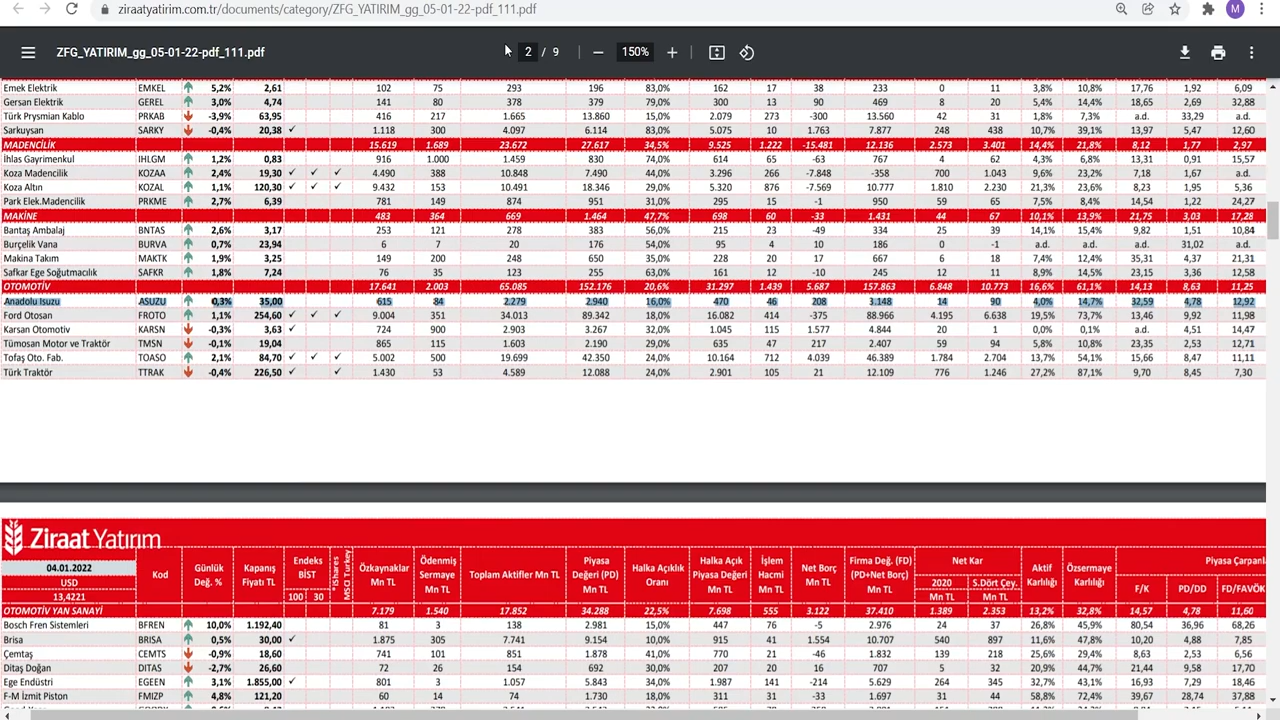 ziraatyatirim.com.tr/documents/category/ZFG_YATIRIM_gg_05-01-22-pdf_111.pdf
M
ZFG_YATIRIM_gg_05-01-22-pdf_111.pdf
2 / 9
150%
Emek Elektrik EMKEL 5,2% 2,61 102 75 293 196 83,0% 162 17 38 233 0 11 3,8% 10,8% 17,76 1,92 6,09
Gersan Elektrik GEREL 3,0% 4,74 141 80 378 379 79,0% 300 13 90 469 8 20 5,4% 14,4% 18,65 2,69 32,88
Türk Prysmian Kablo PRKAB -3,9% 63,95 416 217 1.665 13.860 15,0% 2.079 273 -300 13.560 42 31 1,8% 7,3% a.d. 33,29 a.d.
Sarkuysan SARKY -0,4% 20,38 ✓ 1.118 300 4.097 6.114 83,0% 5.075 10 1.763 7.877 248 438 10,7% 39,1% 13,97 5,47 12,60
MADENCİLİK 15.619 1.689 23.672 27.617 34,5% 9.525 1.222 -15.481 12.136 2.573 3.401 14,4% 21,8% 8,12 1,77 2,97
İhlas Gayrimenkul IHLGM 1,2% 0,83 916 1.000 1.459 830 74,0% 614 65 -63 767 4 62 4,3% 6,8% 13,31 0,91 15,57
Koza Madencilik KOZAA 2,4% 19,30 ✓ ✓ ✓ 4.490 388 10.848 7.490 44,0% 3.296 266 -7.848 -358 700 1.043 9,6% 23,2% 7,18 1,67 a.d.
Koza Altın KOZAL 1,1% 120,30 ✓ ✓ ✓ 9.432 153 10.491 18.346 29,0% 5.320 876 -7.569 10.777 1.810 2.230 21,3% 23,6% 8,23 1,95 5,36
Park Elek.Madencilik PRKME 2,7% 6,39 781 149 874 951 31,0% 295 15 -1 950 59 65 7,5% 8,4% 14,54 1,22 24,27
MAKİNE 483 364 669 1.464 47,7% 698 60 -33 1.431 44 67 10,1% 13,9% 21,75 3,03 17,28
Bantaş Ambalaj BNTAS 2,6% 3,17 253 121 278 383 56,0% 215 23 -49 334 25 39 14,1% 15,4% 9,82 1,51 10,84
Burçelik Vana BURVA 0,7% 23,94 6 7 20 176 54,0% 95 4 10 186 0 -1 a.d. a.d. a.d. 31,02 a.d.
Makina Takım MAKTK 1,9% 3,25 149 200 248 650 35,0% 228 20 17 667 6 18 7,4% 12,4% 35,31 4,37 21,31
Safkar Ege Soğutmacılık SAFKR 1,8% 7,24 76 35 123 255 63,0% 161 12 -10 245 12 11 8,9% 14,5% 23,15 3,36 12,58
OTOMOTİV 17.641 2.003 65.085 152.176 20,6% 31.297 1.439 5.687 157.863 6.848 10.773 16,6% 61,1% 14,13 8,63 11,25
Anadolu Isuzu ASUZU 0,3% 35,00 615 84 2.279 2.940 16,0% 470 46 208 3.148 14 90 4,0% 14,7% 32,59 4,78 12,92
Ford Otosan FROTO 1,1% 254,60 ✓ ✓ ✓ 9.004 351 34.013 89.342 18,0% 16.082 414 -375 88.966 4.195 6.638 19,5% 73,7% 13,46 9,92 11,98
Karsan Otomotiv KARSN -0,3% 3,63 ✓ 724 900 2.903 3.267 32,0% 1.045 115 1.577 4.844 20 1 0,0% 0,1% a.d. 4,51 14,47
Tümosan Motor ve Traktör TMSN -0,1% 19,04 865 115 1.603 2.190 29,0% 635 47 217 2.407 59 94 5,8% 10,8% 23,35 2,53 12,71
Tofaş Oto. Fab. TOASO 2,1% 84,70 ✓ ✓ ✓ 5.002 500 19.699 42.350 24,0% 10.164 712 4.039 46.389 1.784 2.704 13,7% 54,1% 15,66 8,47 11,11
Türk Traktör TTRAK -0,4% 226,50 ✓ ✓ 1.430 53 4.589 12.088 24,0% 2.901 105 21 12.109 776 1.246 27,2% 87,1% 9,70 8,45 7,30
Ziraat Yatırım
04.01.2022 Kod Günlük Değ. % Kapanış Fiyatı TL Endeks BİST Özkaynaklar Mn TL Ödenmiş Sermaye Mn TL Toplam Aktifler Mn TL Piyasa Değeri (PD) Mn TL Halka Açıklık Oranı Halka Açık Piyasa Değeri İşlem Hacmi Mn TL Net Borç Mn TL Firma Değ. (FD) (PD+Net Borç) Mn TL Net Kar Aktif Karlılığı Özsermaye Karlılığı Piyasa Çarpanla
USD 2020 S.Dört Çey. F/K PD/DD FD/FAVÖK
13,4221 100 30 *iShares MSCI Turkey Mn TL Mn TL
OTOMOTİV YAN SANAYİ 7.179 1.540 17.852 34.288 22,5% 7.698 555 3.122 37.410 1.389 2.353 13,2% 32,8% 14,57 4,78 11,60
Bosch Fren Sistemleri BFREN 10,0% 1.192,40 81 3 138 2.981 15,0% 447 76 -5 2.976 24 37 26,8% 45,9% 80,54 36,96 68,26
Brisa BRISA 0,5% 30,00 ✓ 1.875 305 7.741 9.154 10,0% 915 41 1.554 10.707 540 897 11,6% 47,8% 10,20 4,88 7,85
Çemtaş CEMTS -0,9% 18,60 741 101 851 1.878 41,0% 770 21 -46 1.832 139 218 25,6% 29,4% 8,63 2,53 6,56
Ditaş Doğan DITAS -2,7% 26,60 72 26 154 692 30,0% 207 20 16 707 5 32 20,9% 44,7% 21,44 9,58 17,70
Ege Endüstri EGEEN 3,1% 1.855,00 ✓ 801 3 1.057 5.843 34,0% 1.987 141 -214 5.629 264 345 32,7% 43,1% 16,93 7,29 18,46
F-M İzmit Piston FMIZP 4,8% 121,20 60 14 74 1.730 18,0% 311 31 -33 1.697 31 44 58,8% 72,4% 39,67 28,74 37,88